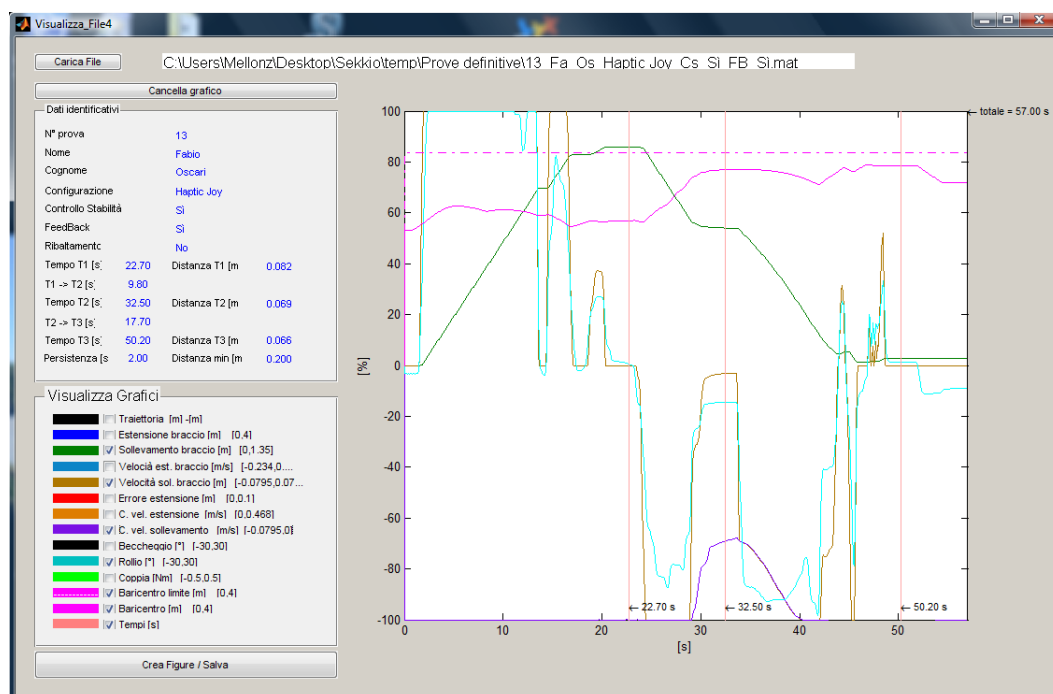 Visualizza_File4
Carica File
C:\Users\Mellonz\Desktop\Sekkio\temp\Prove definitive\13_Fa_Os_Haptic Joy_Cs_Sì_FB_Sì.mat
Cancella grafico
Dati identificativi
N° prova 13
Nome Fabio
Cognome Oscari
Configurazione Haptic Joy
Controllo Stabilità Sì
FeedBack Sì
Ribaltamento No
Tempo T1 [s] 22.70 Distanza T1 [m 0.082
T1 -> T2 [s] 9.80
Tempo T2 [s] 32.50 Distanza T2 [m 0.069
T2 -> T3 [s] 17.70
Tempo T3 [s] 50.20 Distanza T3 [m 0.066
Persistenza [s 2.00 Distanza min [m 0.200
Visualizza Grafici
Traiettoria [m] -[m]
Estensione braccio [m] [0,4]
Sollevamento braccio [m] [0,1.35]
Velocià est. braccio [m/s] [-0.234,0....
Velocità sol. braccio [m/s] [-0.0795,0.07...
Errore estensione [m] [0,0.1]
C. vel. estensione [m/s] [0,0.468]
C. vel. sollevamento [m/s] [-0.0795,0]
Beccheggio [°] [-30,30]
Rollio [°] [-30,30]
Coppia [Nm] [-0.5,0.5]
Baricentro limite [m] [0,4]
Baricentro [m] [0,4]
Tempi [s]
Crea Figure / Salva
100
80
60
40
20
0
-20
-40
-60
-80
-100
[%]
← totale = 57.00 s
← 22.70 s
← 32.50 s
← 50.20 s
0 10 20 30 40 50
[s]